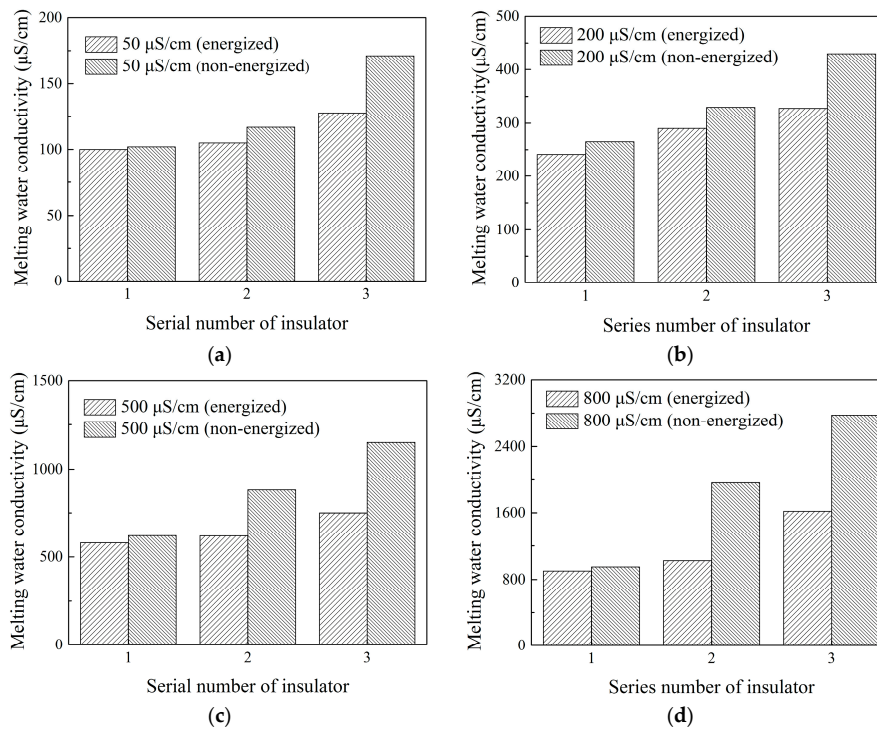 200
50 μS/cm (energized)
50 μS/cm (non-energized)
150
100
50
0
Melting water conductivity (μS/cm)
1 2 3
Serial number of insulator
(a)
500
200 μS/cm (energized)
200 μS/cm (non-energized)
400
300
200
100
0
Melting water conductivity(μS/cm)
1 2 3
Series number of insulator
(b)
1500
500 μS/cm (energized)
500 μS/cm (non-energized)
1000
500
0
Melting water conductivity (μS/cm)
1 2 3
Serial number of insulator
(c)
3200
800 μS/cm (energized)
800 μS/cm (non-energized)
2400
1600
800
0
Melting water conductivity (μS/cm)
1 2 3
Series number of insulator
(d)